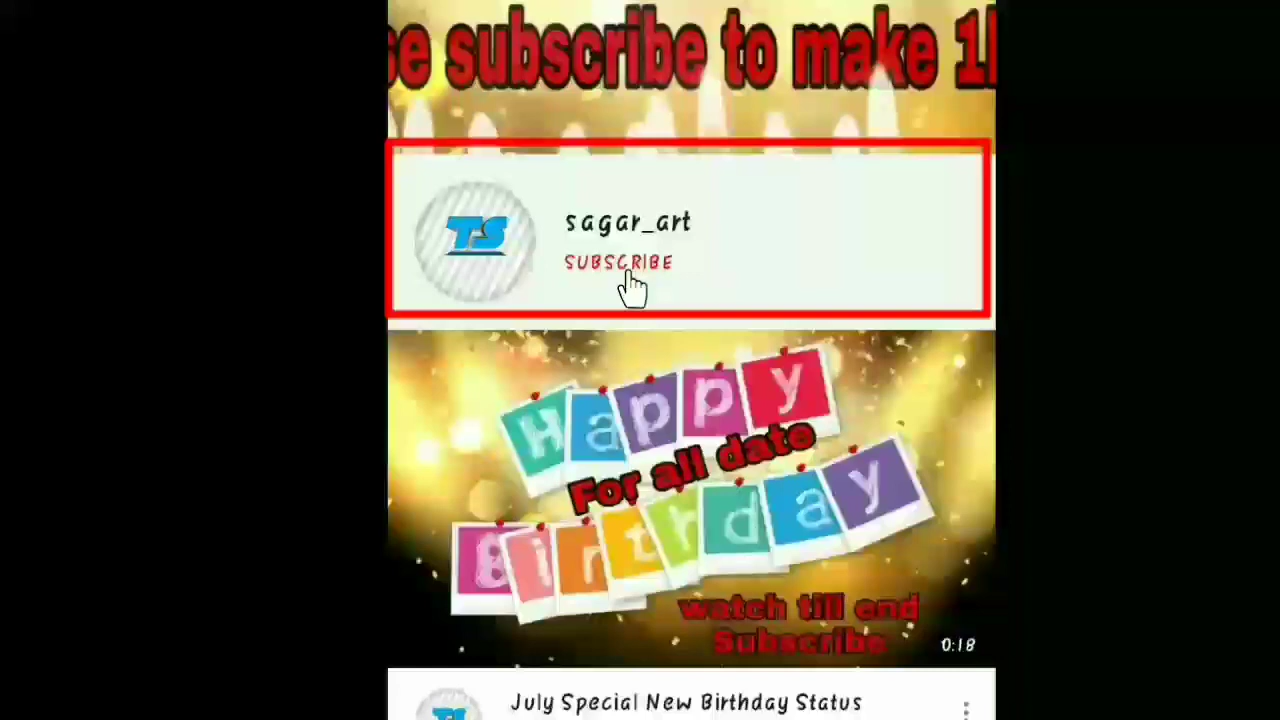 se subscribe to make 1
TS
sagar_art
SUBSCRIBE
Happy
For all date
Birthday
watch till end
Subscribe
0:18
July Special New Birthday Status